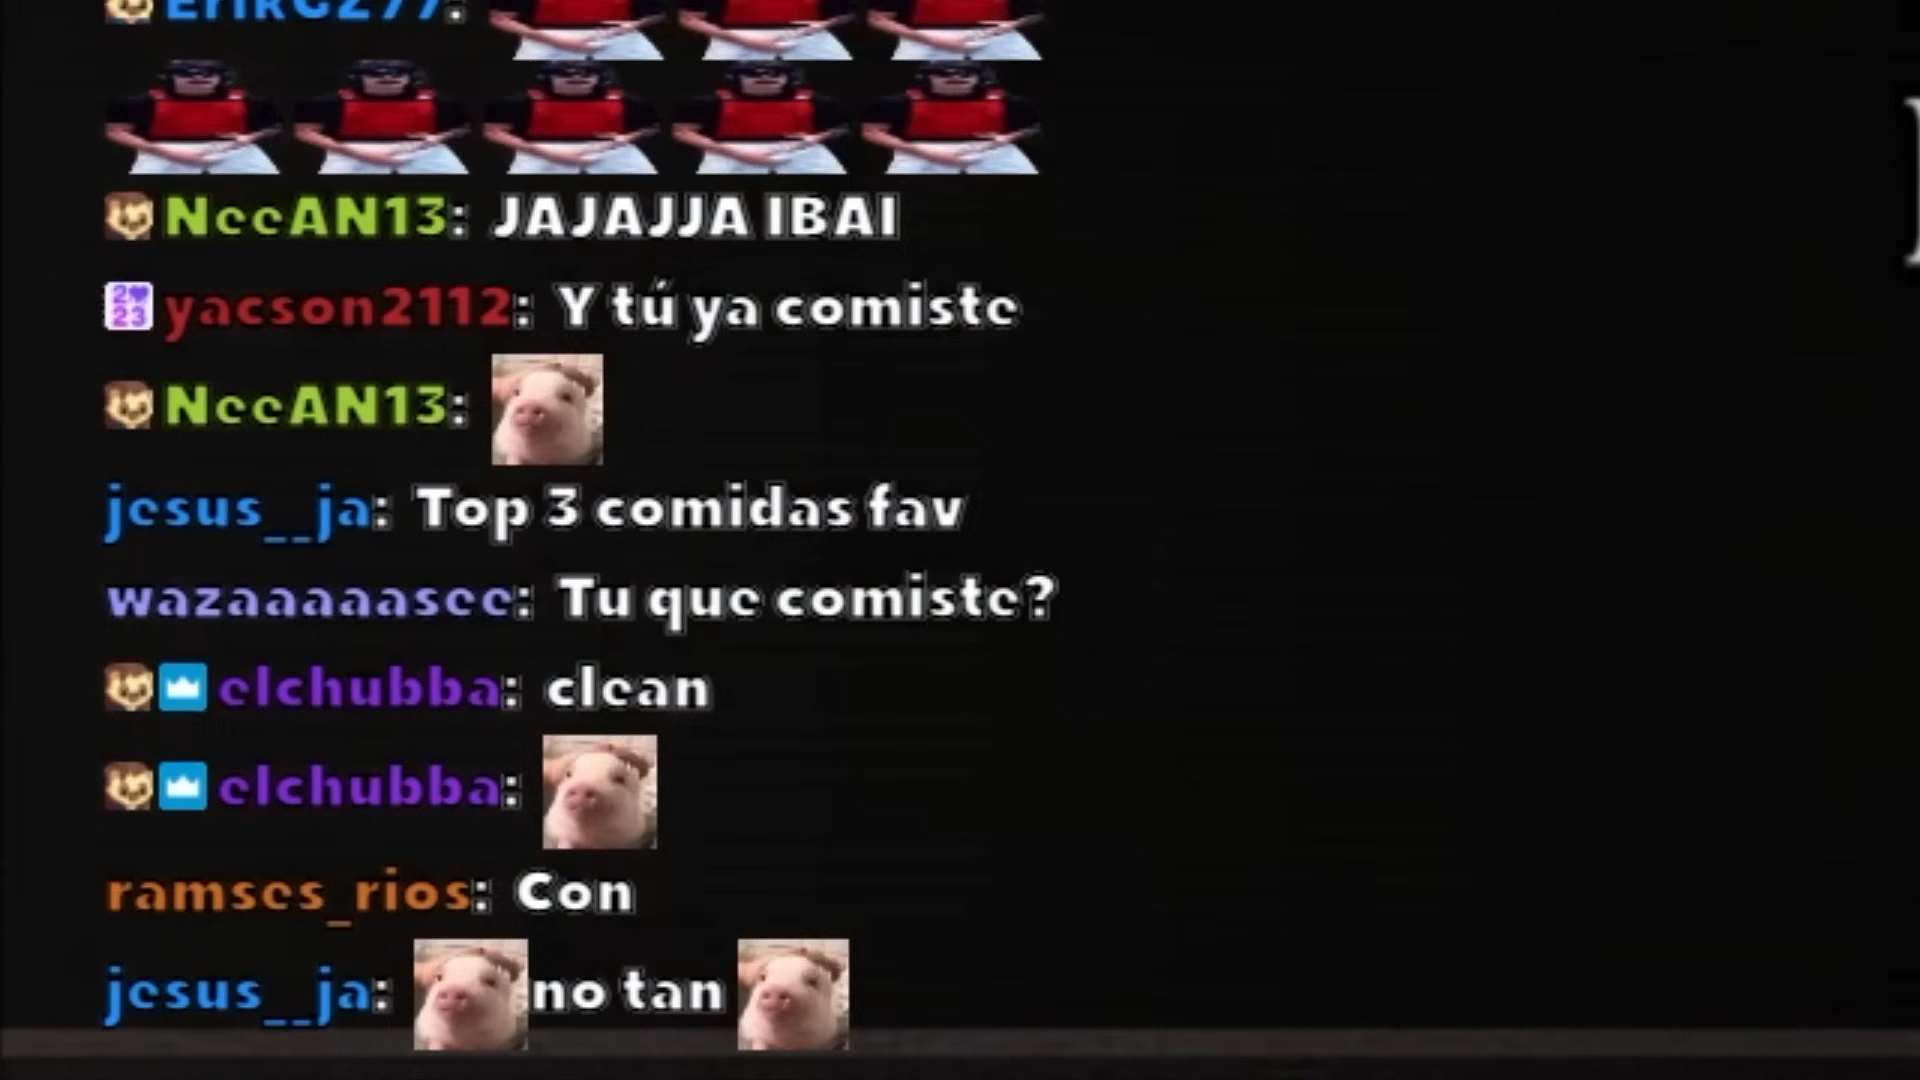 ErikG277:
NeeAN13: JAJAJJA IBAI
yacson2112: Y tú ya comiste
NeeAN13:
jesus__ja: Top 3 comidas fav
wazaaaaasee: Tu que comiste?
elchubba: clean
elchubba:
ramses_rios: Con
jesus__ja: no tan